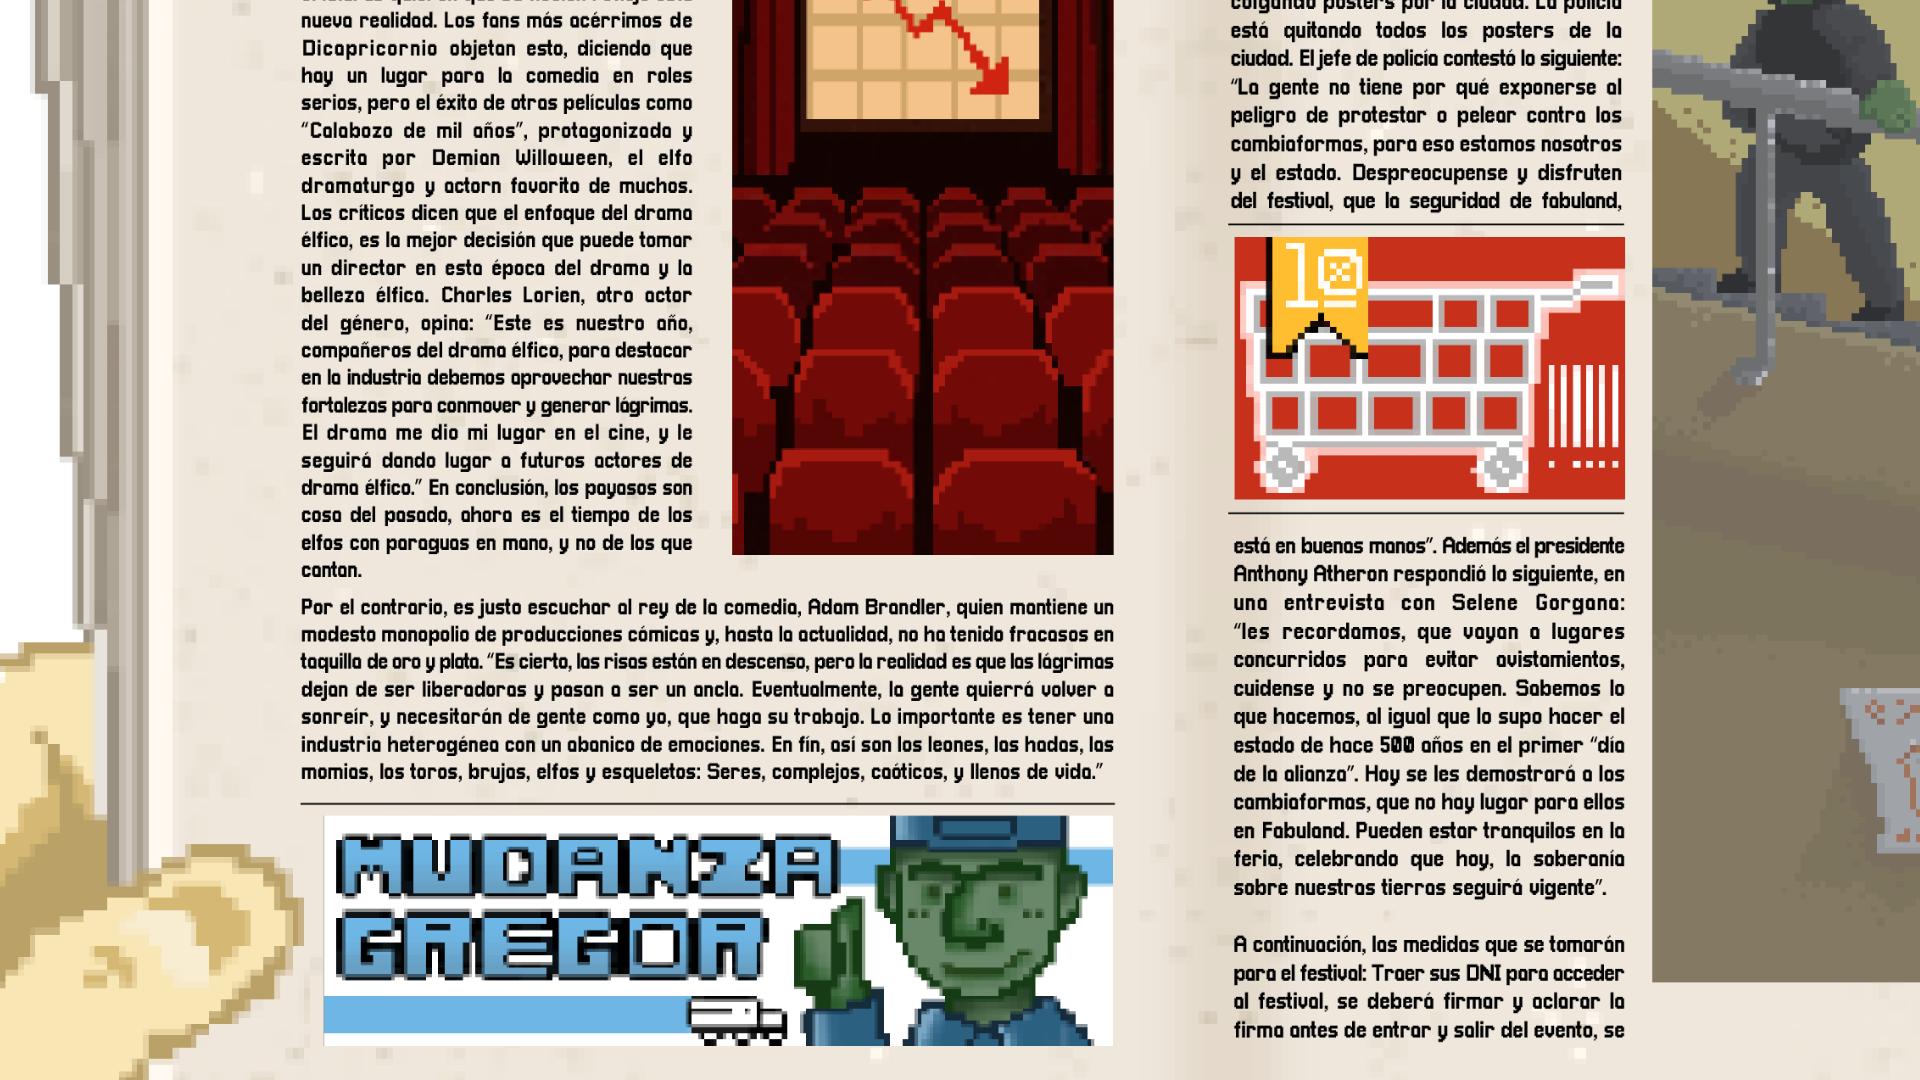 nueva realidad. Los fans más acérrimos de
Dicapricornio objetan esto, diciendo que
hay un lugar para la comedia en roles
serios, pero el éxito de otras películas como
“Calabozo de mil años”, protagonizada y
escrita por Demian Willoween, el elfo
dramaturgo y actorn favorito de muchos.
Los críticos dicen que el enfoque del drama
élfico, es la mejor decisión que puede tomar
un director en esta época del drama y la
belleza élfica. Charles Lorien, otro actor
del género, opina: “Este es nuestro año,
compañeros del drama élfico, para destacar
en la industria debemos aprovechar nuestras
fortalezas para conmover y generar lágrimas.
El drama me dio mi lugar en el cine, y le
seguirá dando lugar a futuros actores de
drama élfico.” En conclusión, los payasos son
cosa del pasado, ahora es el tiempo de los
elfos con paraguas en mano, y no de los que
cantan.
Por el contrario, es justo escuchar al rey de la comedia, Adam Brandler, quien mantiene un
modesto monopolio de producciones cómicas y, hasta la actualidad, no ha tenido fracasos en
taquilla de oro y plata. “Es cierto, las risas están en descenso, pero la realidad es que las lágrimas
dejan de ser liberadoras y pasan a ser un ancla. Eventualmente, la gente quierrá volver a
sonreír, y necesitarán de gente como yo, que haga su trabajo. Lo importante es tener una
industria heterogénea con un abanico de emociones. En fín, así son los leones, las hadas, las
momias, los toros, brujas, elfos y esqueletos: Seres, complejos, caóticos, y llenos de vida.”
MUDANZA
GREGOR
colgando posters por la ciudad. La policía
está quitando todos los posters de la
ciudad. El jefe de policía contestó lo siguiente:
“La gente no tiene por qué exponerse al
peligro de protestar o pelear contra los
cambiaformas, para eso estamos nosotros
y el estado. Despreocupense y disfruten
del festival, que la seguridad de fabuland,
10
está en buenas manos”. Además el presidente
Anthony Atheron respondió lo siguiente, en
una entrevista con Selene Gorgana:
“les recordamos, que vayan a lugares
concurridos para evitar avistamientos,
cuidense y no se preocupen. Sabemos lo
que hacemos, al igual que lo supo hacer el
estado de hace 500 años en el primer “día
de la alianza”. Hoy se les demostrará a los
cambiaformas, que no hay lugar para ellos
en Fabuland. Pueden estar tranquilos en la
feria, celebrando que hoy, la soberanía
sobre nuestras tierras seguirá vigente”.
A continuación, las medidas que se tomarán
para el festival: Traer sus DNI para acceder
al festival, se deberá firmar y aclarar la
firma antes de entrar y salir del evento, se